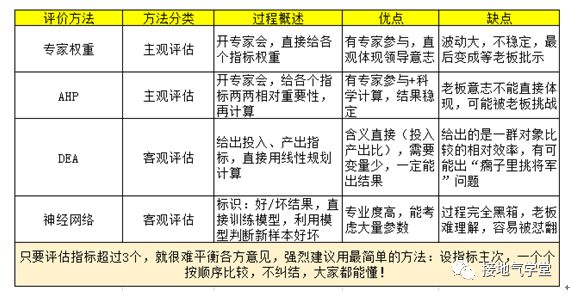 评价方法 方法分类 过程概述 优点 缺点
专家权重 主观评估 开专家会，直接给各个指标权重 有专家参与，直观体现领导意志 波动大，不稳定，最后变成等老板批示
AHP 主观评估 开专家会，给各个指标两两相对重要性，再计算 有专家参与+科学计算，结果稳定 老板意志不能直接体现，可能被老板挑战
DEA 客观评估 给出投入、产出指标，直接用线性规划计算 含义直接（投入产出比），需要变量少，一定能出结果 给出的是一群对象比较的相对效率，有可能出“瘸子里挑将军”问题
神经网络 客观评估 标识：好/坏结果，直接训练模型，利用模型判断新样本好坏 专业度高，能考虑大量参数 过程完全黑箱，老板难理解，容易被怼翻
只要评估指标超过3个，就很难平衡各方意见，强烈建议用最简单的方法：设指标主次，一个个
按顺序比较，不纠结，大家都能懂！
接地气学堂